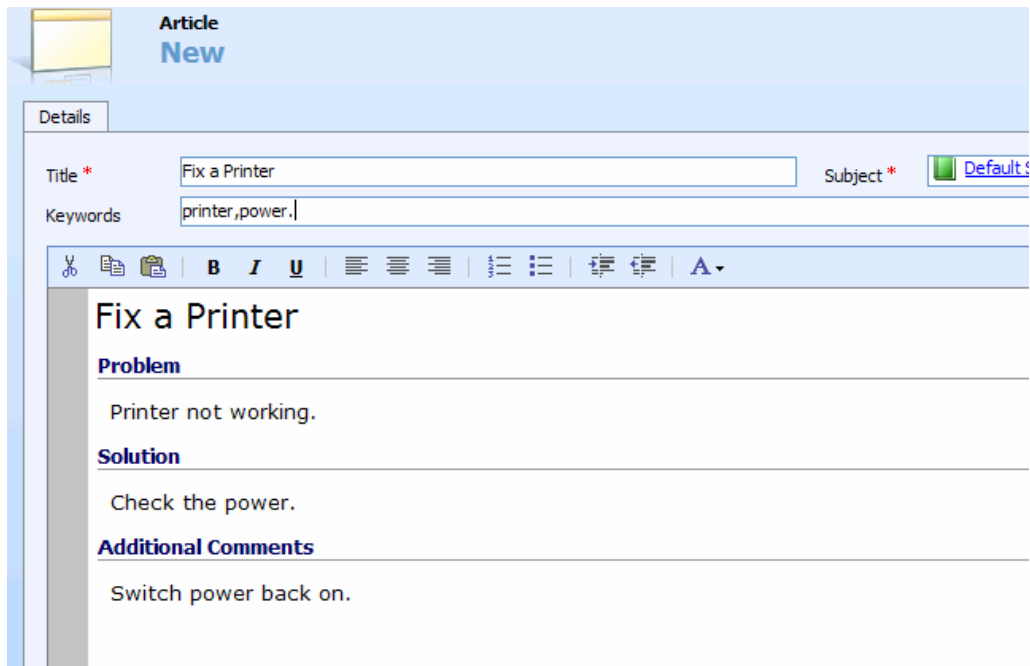 Article
New
Details
Title *
Fix a Printer
Subject *
Default S
Keywords
printer,power.
B I U A
Fix a Printer
Problem
Printer not working.
Solution
Check the power.
Additional Comments
Switch power back on.